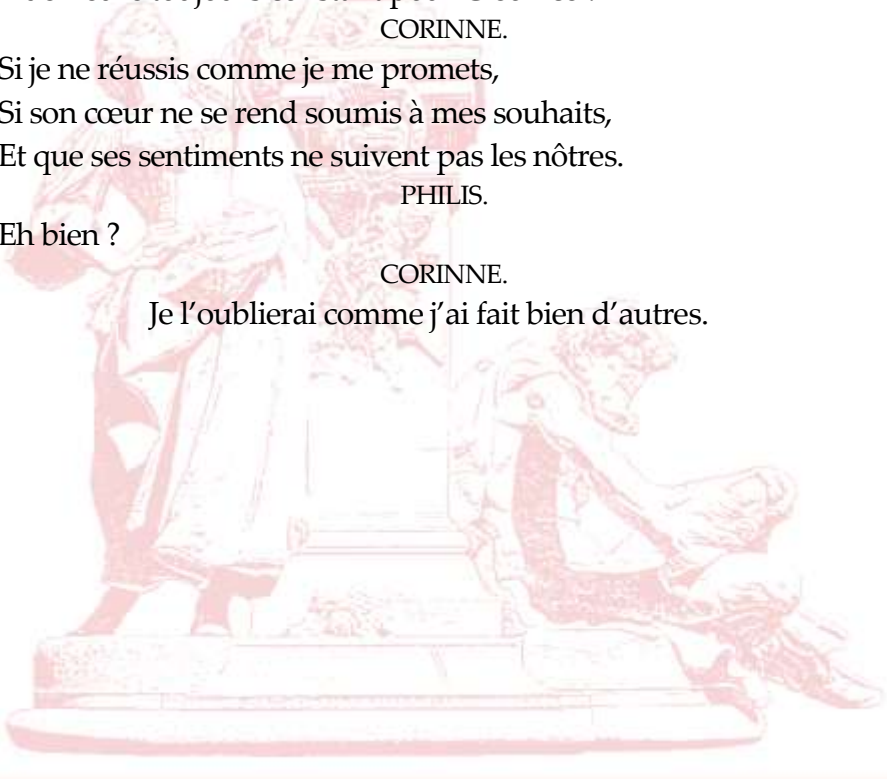 CORINNE.
Si je ne réussis comme je me promets,
Si son cœur ne se rend soumis à mes souhaits,
Et que ses sentiments ne suivent pas les nôtres.
PHILIS.
Eh bien ?
CORINNE.
Je l’oublierai comme j’ai fait bien d’autres.